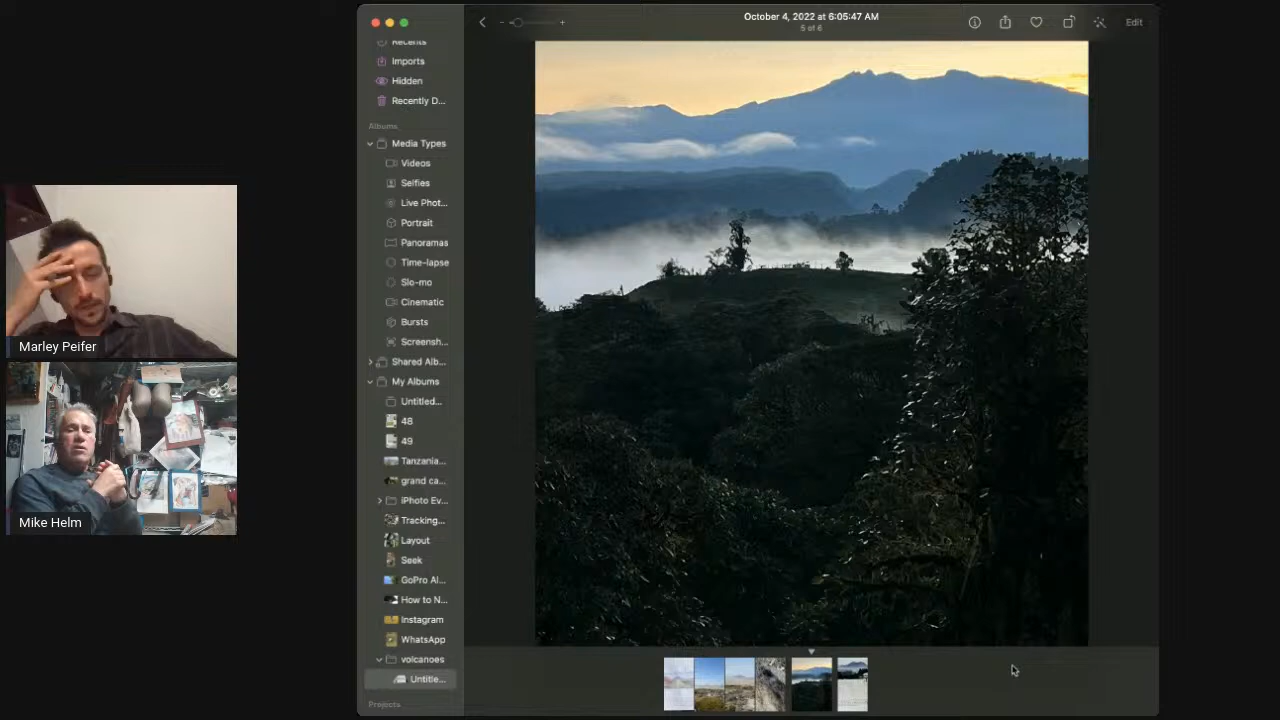 October 4, 2022 at 6:05:47 AM
5 of 6
Edit
Recents
Imports
Hidden
Recently D...
Albums
Media Types
Videos
Selfies
Live Phot...
Portrait
Panoramas
Time-lapse
Slo-mo
Cinematic
Bursts
Screensh...
Shared Alb...
My Albums
Untitled...
48
49
Tanzania...
grand ca...
iPhoto Ev...
Tracking...
Layout
Seek
GoPro Al...
How to N...
Instagram
WhatsApp
volcanoes
Untitle...
Projects
Marley Peifer
Mike Helm